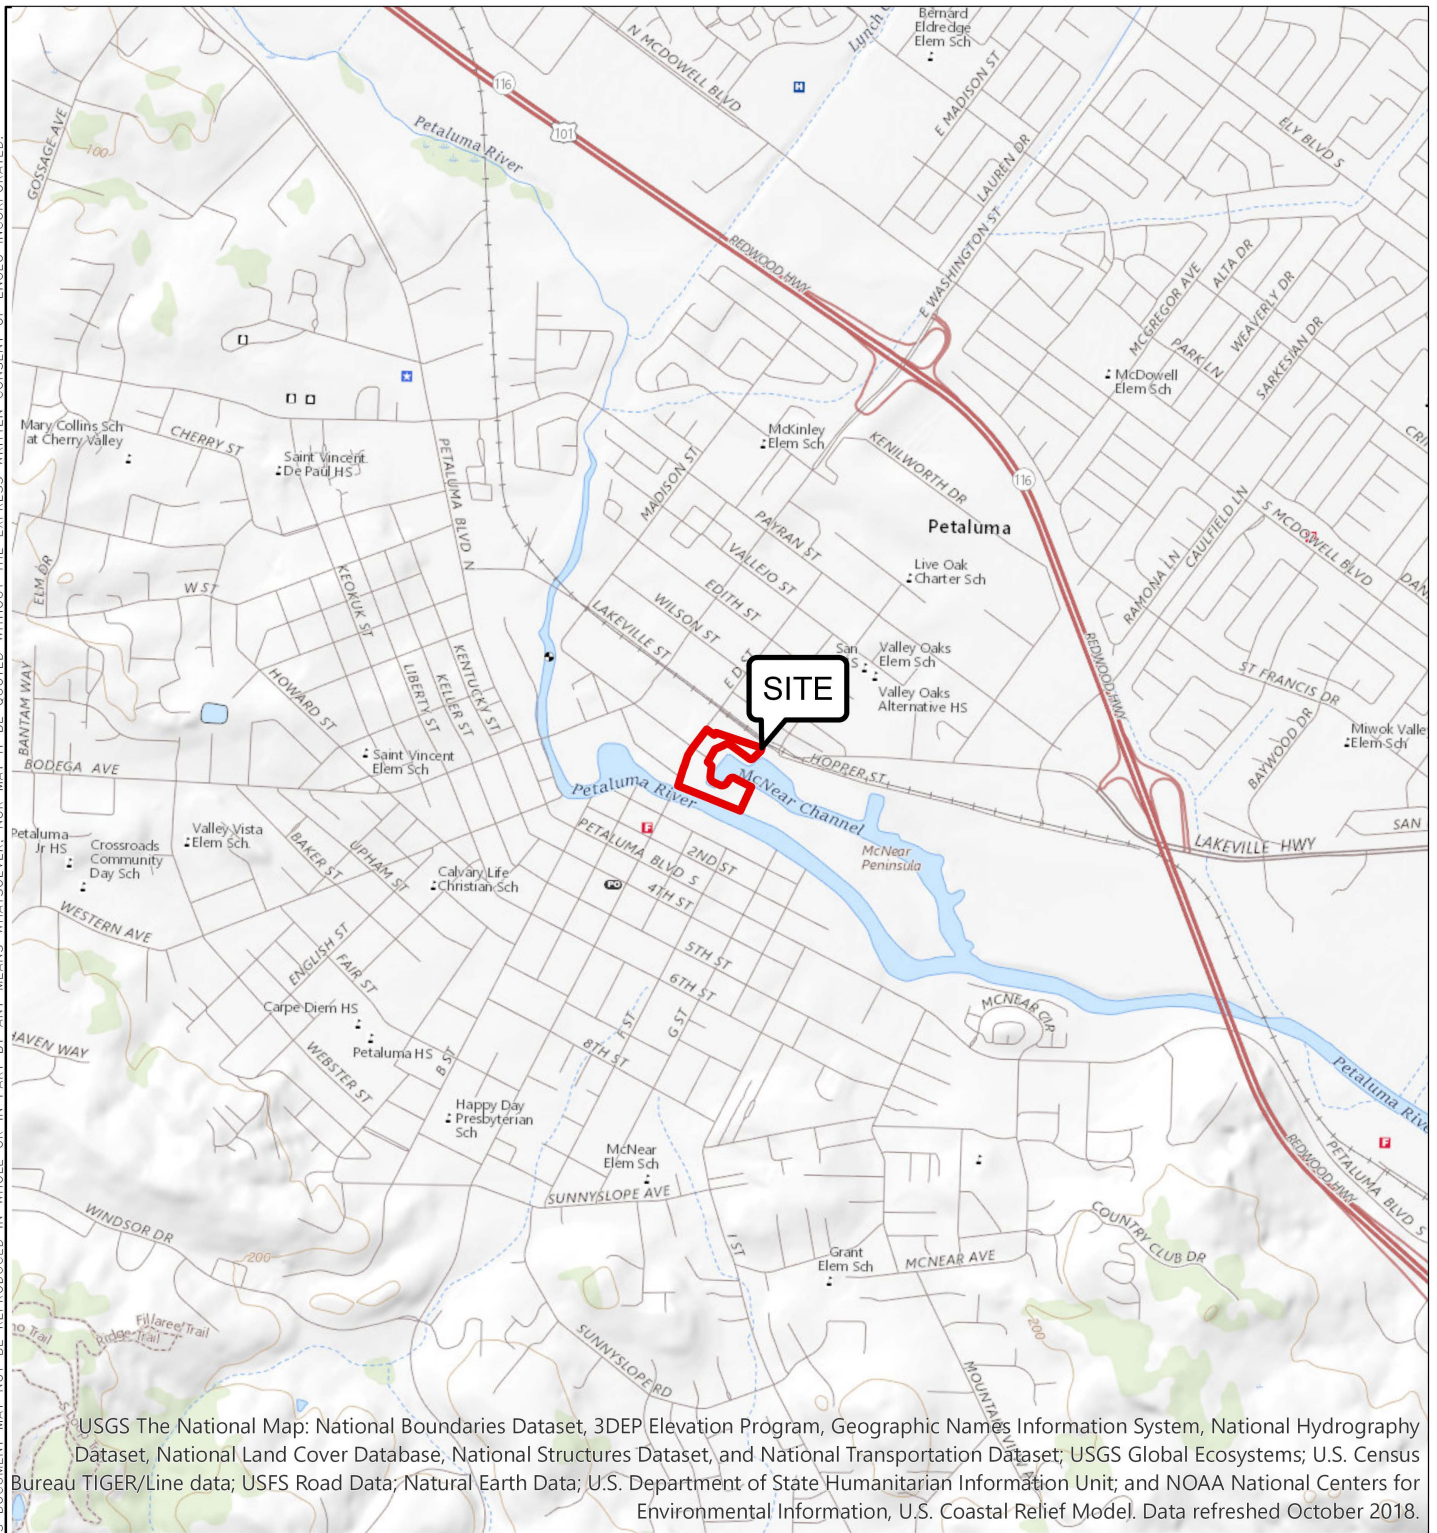 Bernard
Eldredge
Elem Sch
Lynch
N MCDOWELL BLVD
116
101
E MADISON ST
ELY BLVD S
GOSSAGE AVE
100
Petaluma River
LAUREN DR
REDWOOD HWY
E WASHINGTON ST
ALTA DR
MCGREGOR AVE
WEAVERLY DR
PARK LN
SARKESIAN DR
McDowell
Elem Sch
Mary Collins Sch
at Cherry Valley
CHERRY ST
Saint Vincent
De Paul HS
PETALUMA BLVD N
McKinley
Elem Sch
KENILWORTH DR
116
MADISON ST
PAYRAN ST
Petaluma
CAULFIELD LN
S MCDOWELL BLVD
VALLEJO ST
Live Oak
Charter Sch
RAMONA LN
ELM DR
W ST
KEOKUK ST
EDITH ST
WILSON ST
LAKEVILLE ST
E D ST
San
Valley Oaks
Elem Sch
Valley Oaks
Alternative HS
SITE
REDWOOD HWY
ST FRANCIS DR
BAYWOOD DR
Miwok Valle
Elem Sch
BANTAM WAY
HOWARD ST
LIBERTY ST
KELLER ST
KENTUCKY ST
Saint Vincent
Elem Sch
BODEGA AVE
HOPPER ST
Petaluma River
McNear Channel
McNear
Peninsula
LAKEVILLE HWY
SAN
Petaluma
Jr HS
Crossroads
Community
Day Sch
Valley Vista
Elem Sch
BAKER ST
UPHAM ST
Calvary Life
Christian Sch
F
PETALUMA BLVD S
2ND ST
PO
4TH ST
WESTERN AVE
ENGLISH ST
FAIR ST
5TH ST
6TH ST
Carpe Diem HS
Petaluma HS
F ST
G ST
8TH ST
MCNEAR CIR
HAVEN WAY
WEBSTER ST
B ST
Petaluma Rive
F
Happy Day
Presbyterian
Sch
McNear
Elem Sch
SUNNYSLOPE AVE
REDWOOD HWY
PETALUMA BLVD S
WINDSOR DR
200
I ST
Grant
Elem Sch
MCNEAR AVE
COUNTRY CLUB DR
200
Fillaree Trail
Ridge Trail
no Trail
SUNNYSLOPE RD
MOUNTAIN VIEW AV
USGS The National Map: National Boundaries Dataset, 3DEP Elevation Program, Geographic Names Information System, National Hydrography
Dataset, National Land Cover Database, National Structures Dataset, and National Transportation Dataset; USGS Global Ecosystems; U.S. Census
Bureau TIGER/Line data; USFS Road Data; Natural Earth Data; U.S. Department of State Humanitarian Information Unit; and NOAA National Centers for
Environmental Information, U.S. Coastal Relief Model. Data refreshed October 2018.